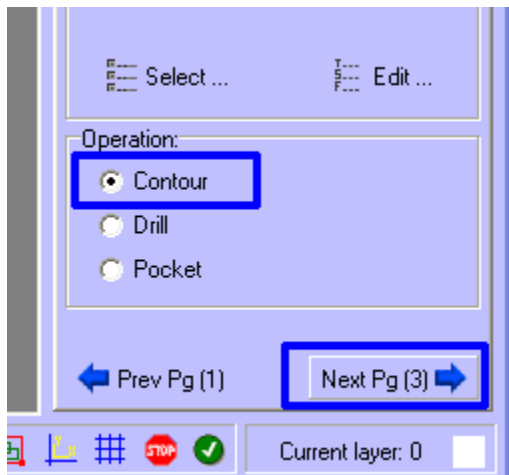 Select ...
Edit ...
Operation:
Contour
Drill
Pocket
Prev Pg (1)
Next Pg (3)
STOP
Current layer: 0